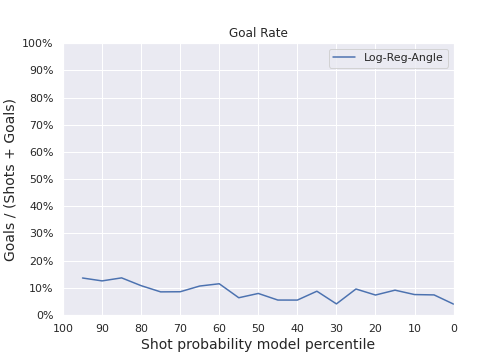 Goal Rate
Log-Reg-Angle
100%
90%
80%
70%
60%
50%
40%
30%
20%
10%
0%
Goals / (Shots + Goals)
100 90 80 70 60 50 40 30 20 10 0
Shot probability model percentile